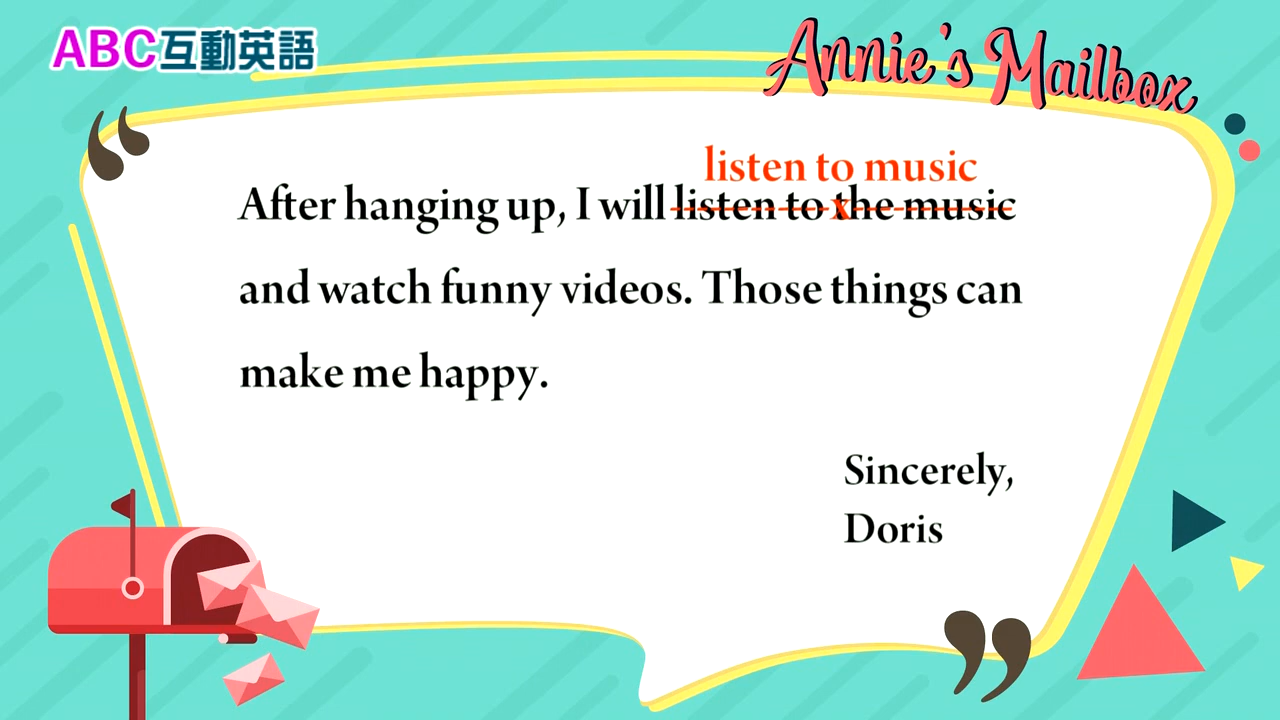 ABC互動英語
Annie's Mailbox
listen to music
After hanging up, I will listen to the music
x
and watch funny videos. Those things can
make me happy.
Sincerely,
Doris